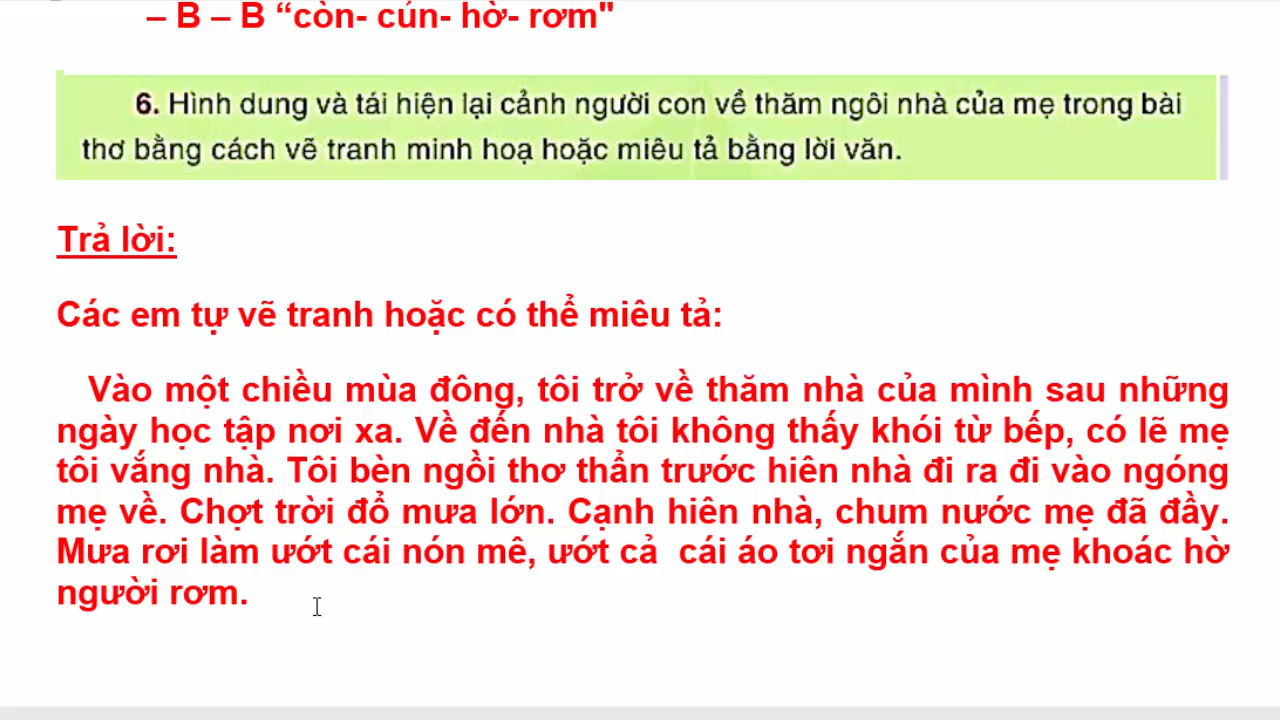 – B – B “còn- cún- hờ- rơm"
6. Hình dung và tái hiện lại cảnh người con về thăm ngôi nhà của mẹ trong bài
thơ bằng cách vẽ tranh minh hoạ hoặc miêu tả bằng lời văn.
Trả lời:
Các em tự vẽ tranh hoặc có thể miêu tả:
Vào một chiều mùa đông, tôi trở về thăm nhà của mình sau những
ngày học tập nơi xa. Về đến nhà tôi không thấy khói từ bếp, có lẽ mẹ
tôi vắng nhà. Tôi bèn ngồi thơ thẩn trước hiên nhà đi ra đi vào ngóng
mẹ về. Chợt trời đổ mưa lớn. Cạnh hiên nhà, chum nước mẹ đã đầy.
Mưa rơi làm ướt cái nón mê, ướt cả cái áo tơi ngắn của mẹ khoác hờ
người rơm.